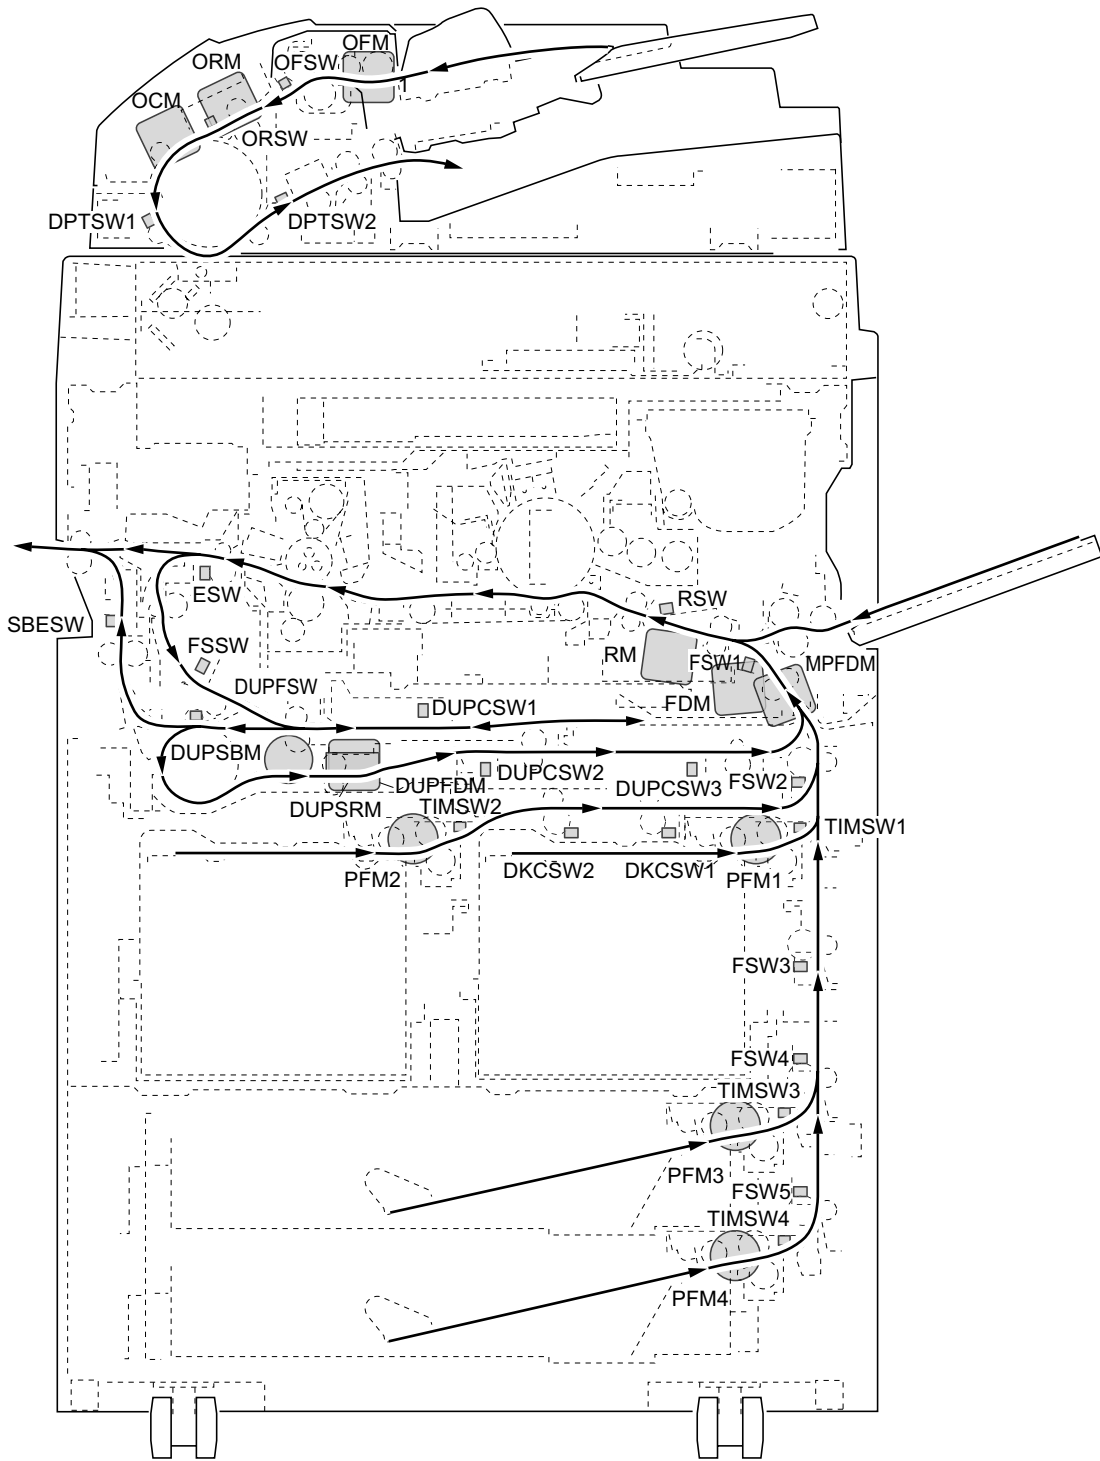 OFM
ORM
OFSW
OCM
ORSW
DPTSW1
DPTSW2
ESW
RSW
SBESW
FSSW
RM
FSW1
MPFDM
DUPFSW
FDM
DUPCSW1
DUPSBM
DUPCSW2
DUPFDM
DUPCSW3
FSW2
DUPSRM
TIMSW2
TIMSW1
PFM2
DKCSW2
DKCSW1
PFM1
FSW3
FSW4
TIMSW3
PFM3
FSW5
TIMSW4
PFM4